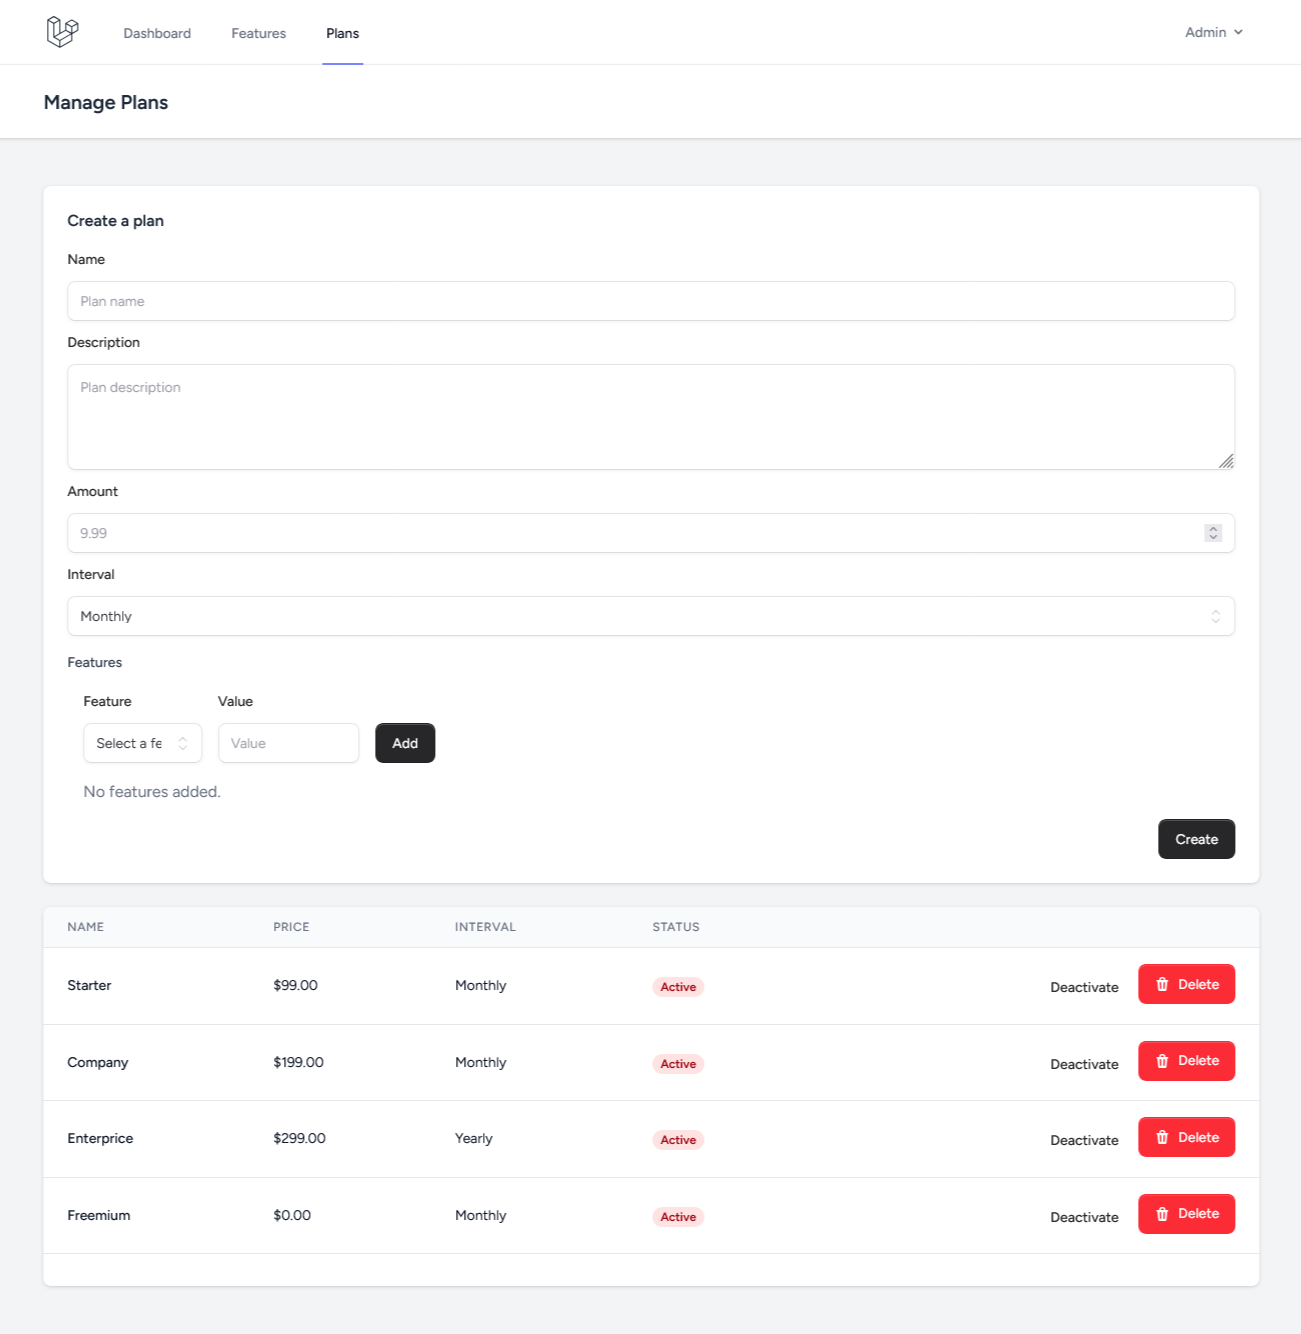 Dashboard Features Plans Admin
Manage Plans
Create a plan
Name
Plan name
Description
Plan description
Amount
9.99
Interval
Monthly
Features
Feature Value
Select a fe Value Add
No features added.
Create
NAME PRICE INTERVAL STATUS
Starter $99.00 Monthly Active Deactivate Delete
Company $199.00 Monthly Active Deactivate Delete
Enterprice $299.00 Yearly Active Deactivate Delete
Freemium $0.00 Monthly Active Deactivate Delete